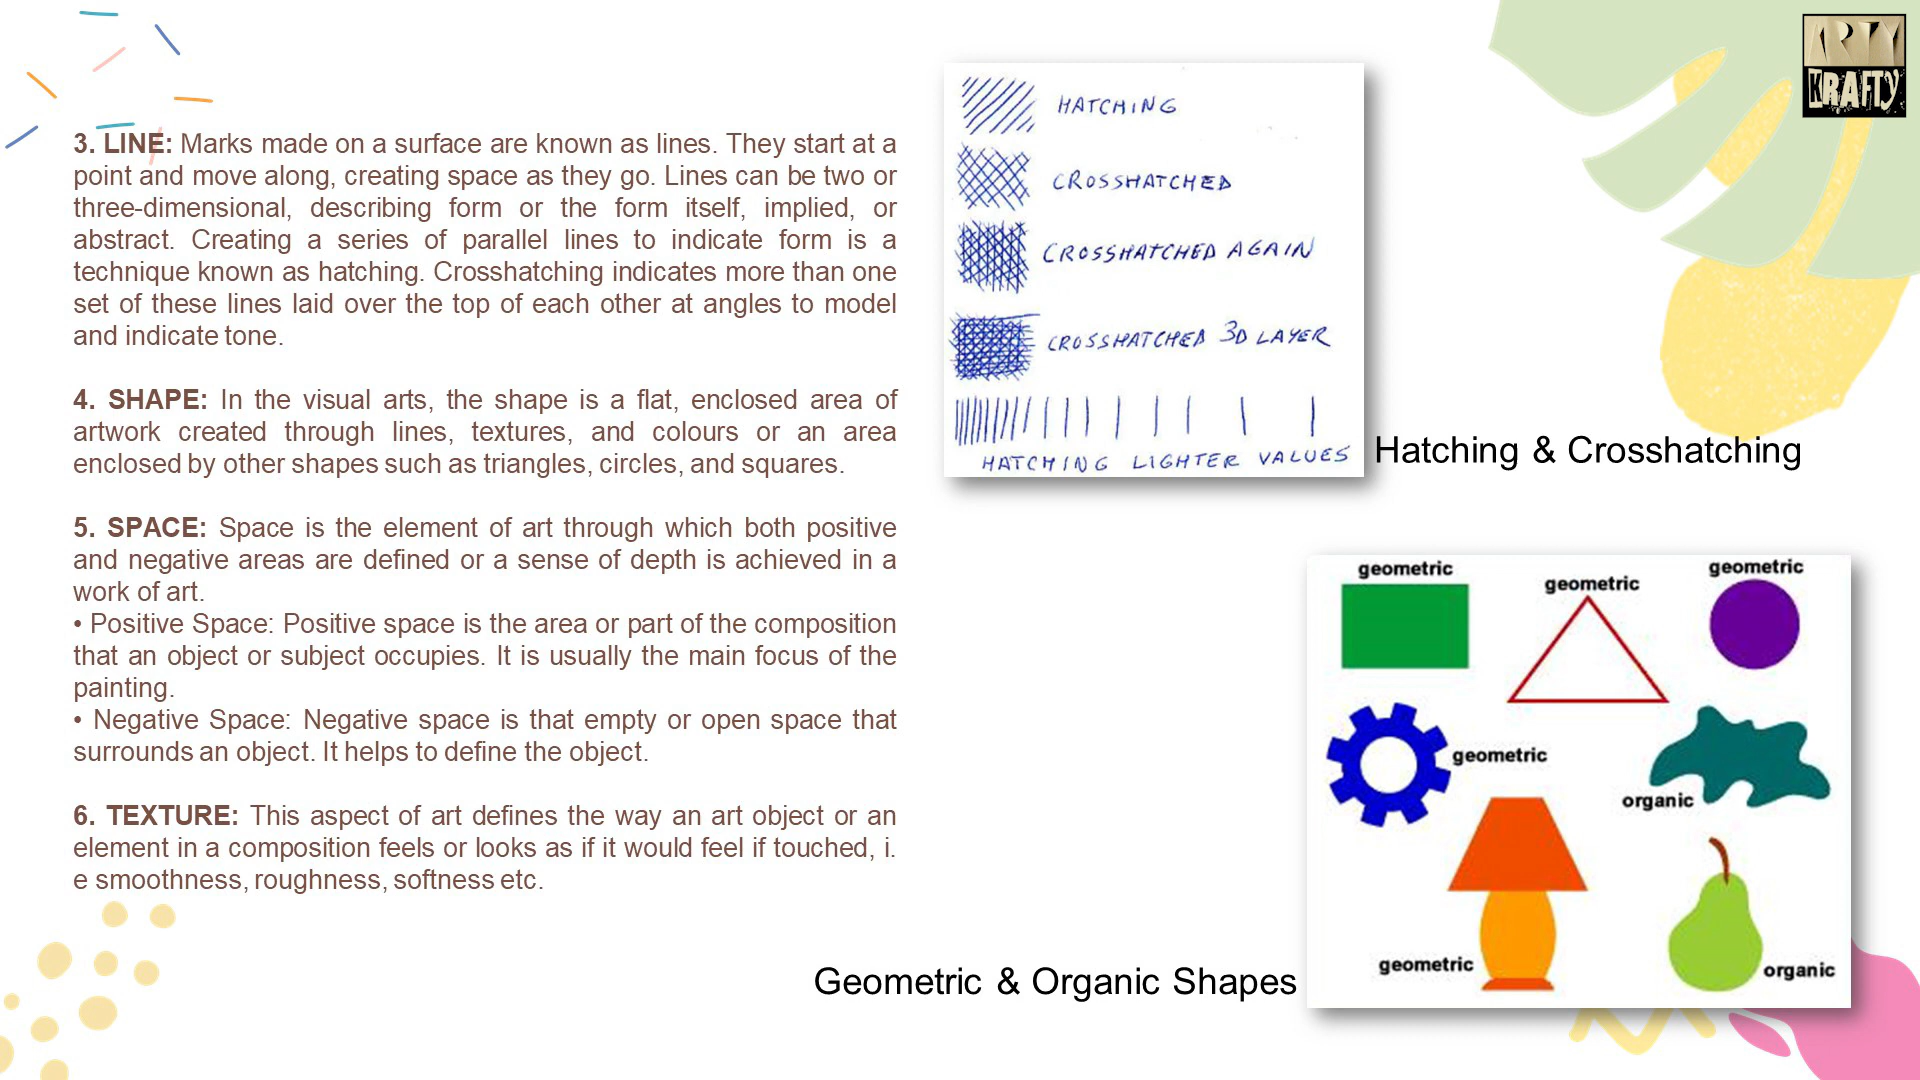 ARTY
KRAFTY
3. LINE: Marks made on a surface are known as lines. They start at a
point and move along, creating space as they go. Lines can be two or
three-dimensional, describing form or the form itself, implied, or
abstract. Creating a series of parallel lines to indicate form is a
technique known as hatching. Crosshatching indicates more than one
set of these lines laid over the top of each other at angles to model
and indicate tone.
4. SHAPE: In the visual arts, the shape is a flat, enclosed area of
artwork created through lines, textures, and colours or an area
enclosed by other shapes such as triangles, circles, and squares.
5. SPACE: Space is the element of art through which both positive
and negative areas are defined or a sense of depth is achieved in a
work of art.
• Positive Space: Positive space is the area or part of the composition
that an object or subject occupies. It is usually the main focus of the
painting.
• Negative Space: Negative space is that empty or open space that
surrounds an object. It helps to define the object.
6. TEXTURE: This aspect of art defines the way an art object or an
element in a composition feels or looks as if it would feel if touched, i.
e smoothness, roughness, softness etc.
HATCHING
CROSSHATCHED
CROSSHATCHED AGAIN
CROSSHATCHED 3D LAYER
HATCHING LIGHTER VALUES
Hatching & Crosshatching
geometric
geometric
geometric
geometric
organic
geometric
organic
Geometric & Organic Shapes